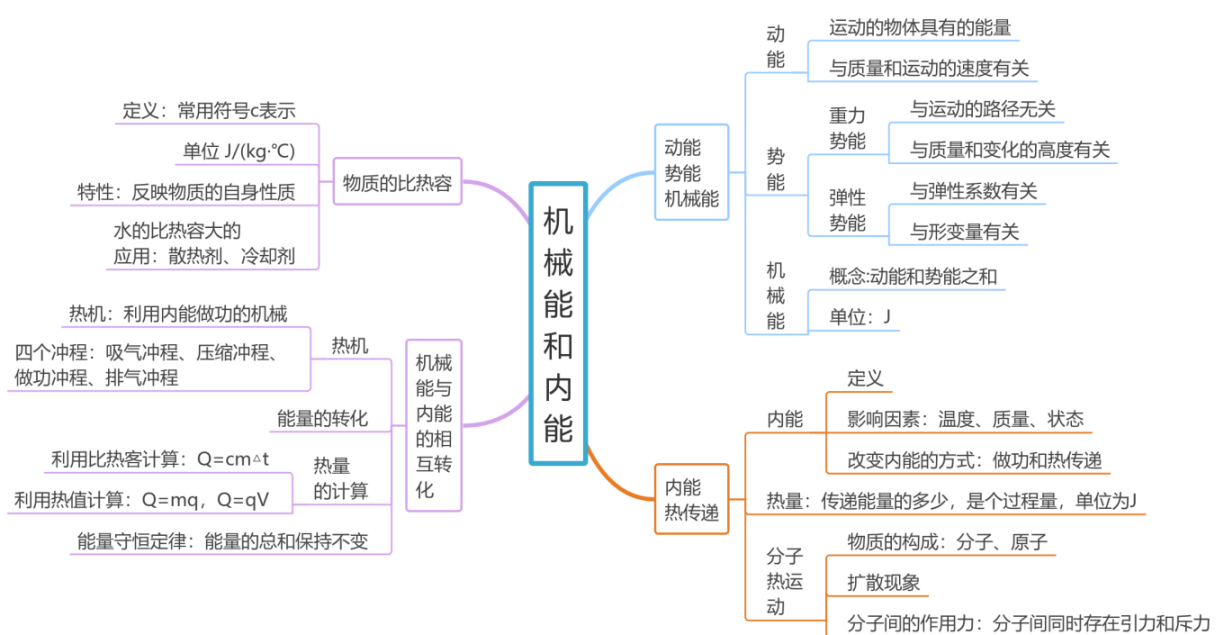 机
械
能
和
内
能
动能
势能
机械能
动
能
运动的物体具有的能量
与质量和运动的速度有关
势
能
重力
势能
与运动的路径无关
与质量和变化的高度有关
弹性
势能
与弹性系数有关
与形变量有关
机
械
能
概念:动能和势能之和
单位：J
内能
热传递
内能
定义
影响因素：温度、质量、状态
改变内能的方式：做功和热传递
热量：传递能量的多少，是个过程量，单位为J
分子
热运
动
物质的构成：分子、原子
扩散现象
分子间的作用力：分子间同时存在引力和斥力
物质的比热容
定义：常用符号c表示
单位 J/(kg·℃)
特性：反映物质的自身性质
水的比热容大的
应用：散热剂、冷却剂
机械
能与
内能
的相
互转
化
热机
热机：利用内能做功的机械
四个冲程：吸气冲程、压缩冲程、
做功冲程、排气冲程
能量的转化
热量
的计算
利用比热客计算：Q=cm△t
利用热值计算：Q=mq，Q=qV
能量守恒定律：能量的总和保持不变